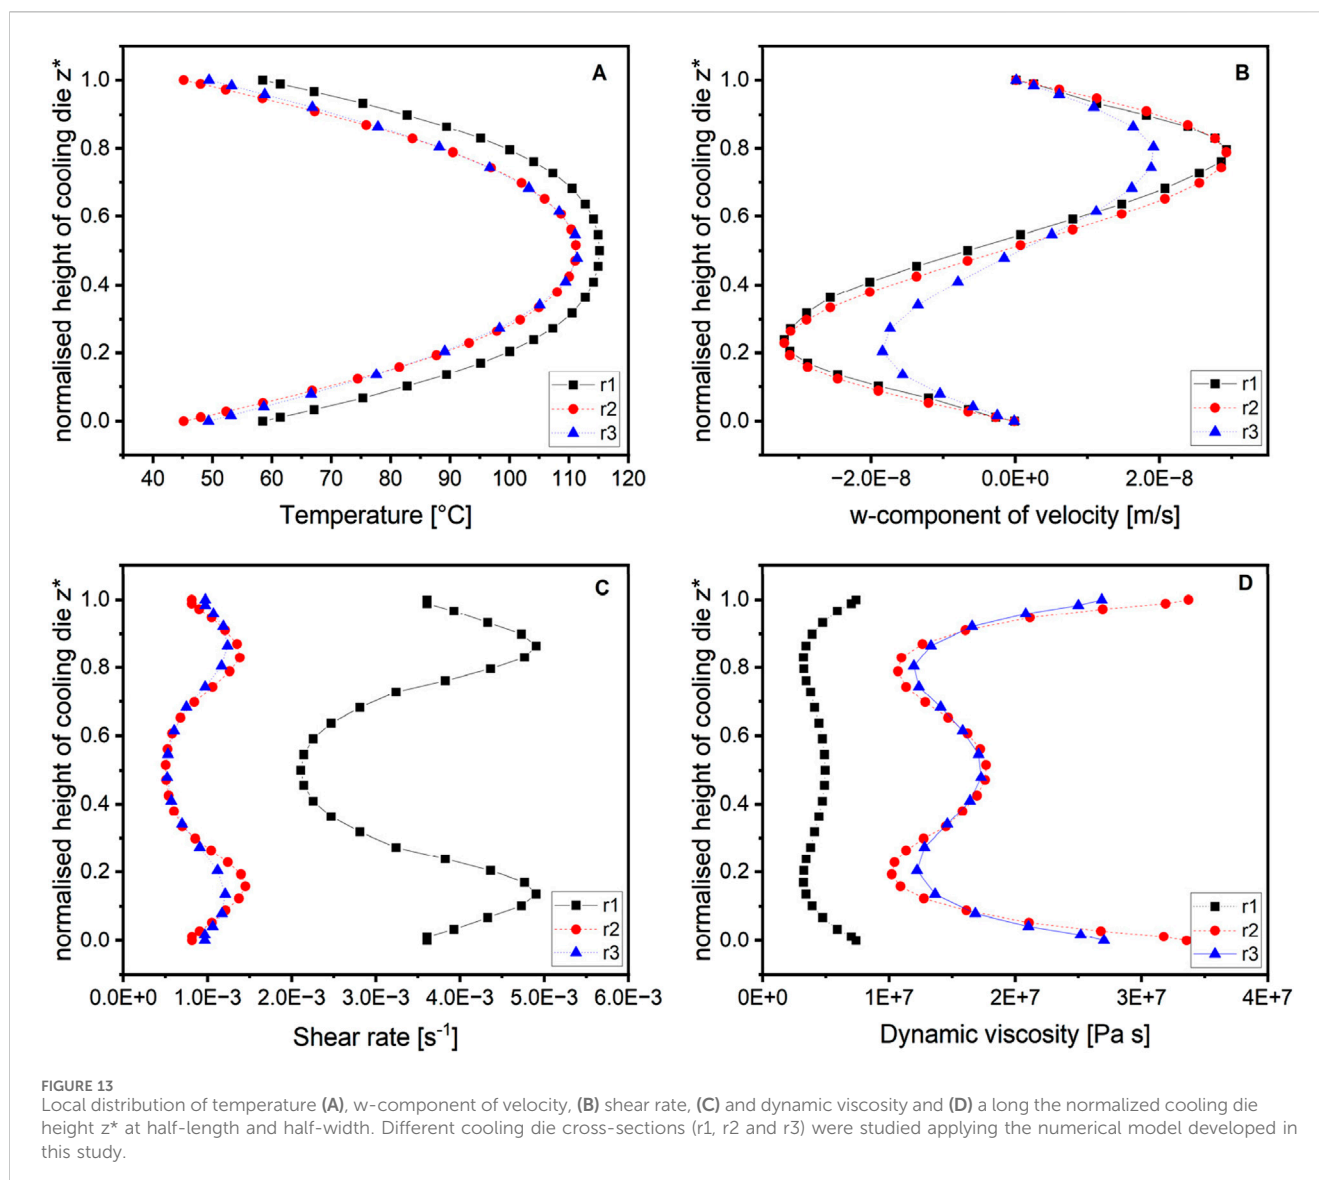 A
normalised height of cooling die z*
1.0
0.8
0.6
0.4
0.2
0.0
r1
r2
r3
40 50 60 70 80 90 100 110 120
Temperature [°C]
B
normalised height of cooling die z*
1.0
0.8
0.6
0.4
0.2
0.0
r1
r2
r3
−2.0E-8 0.0E+0 2.0E-8
w-component of velocity [m/s]
C
normalised height of cooling die z*
1.0
0.8
0.6
0.4
0.2
0.0
r1
r2
r3
0.0E+0 1.0E−3 2.0E−3 3.0E−3 4.0E−3 5.0E−3 6.0E−3
Shear rate [s⁻¹]
D
normalised height of cooling die z*
1.0
0.8
0.6
0.4
0.2
0.0
r1
r2
r3
0E+0 1E+7 2E+7 3E+7 4E+7
Dynamic viscosity [Pa s]
FIGURE 13
Local distribution of temperature (A), w-component of velocity, (B) shear rate, (C) and dynamic viscosity and (D) a long the normalized cooling die
height z* at half-length and half-width. Different cooling die cross-sections (r1, r2 and r3) were studied applying the numerical model developed in
this study.